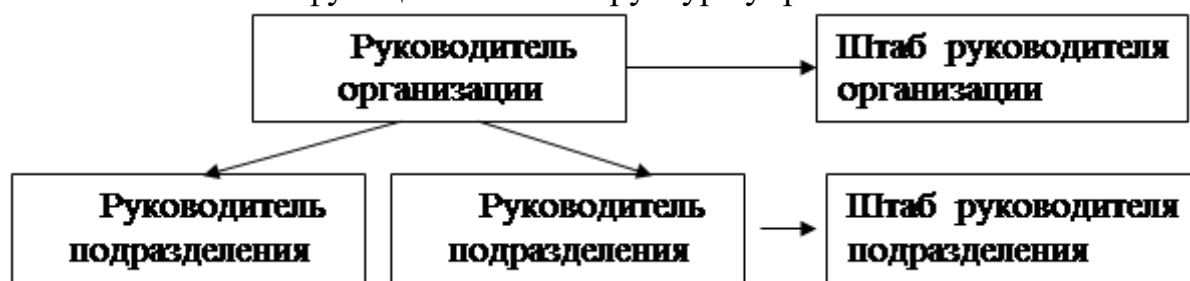 Руководитель
организации
Штаб руководителя
организации
Руководитель
подразделения
Руководитель
подразделения
Штаб руководителя
подразделения